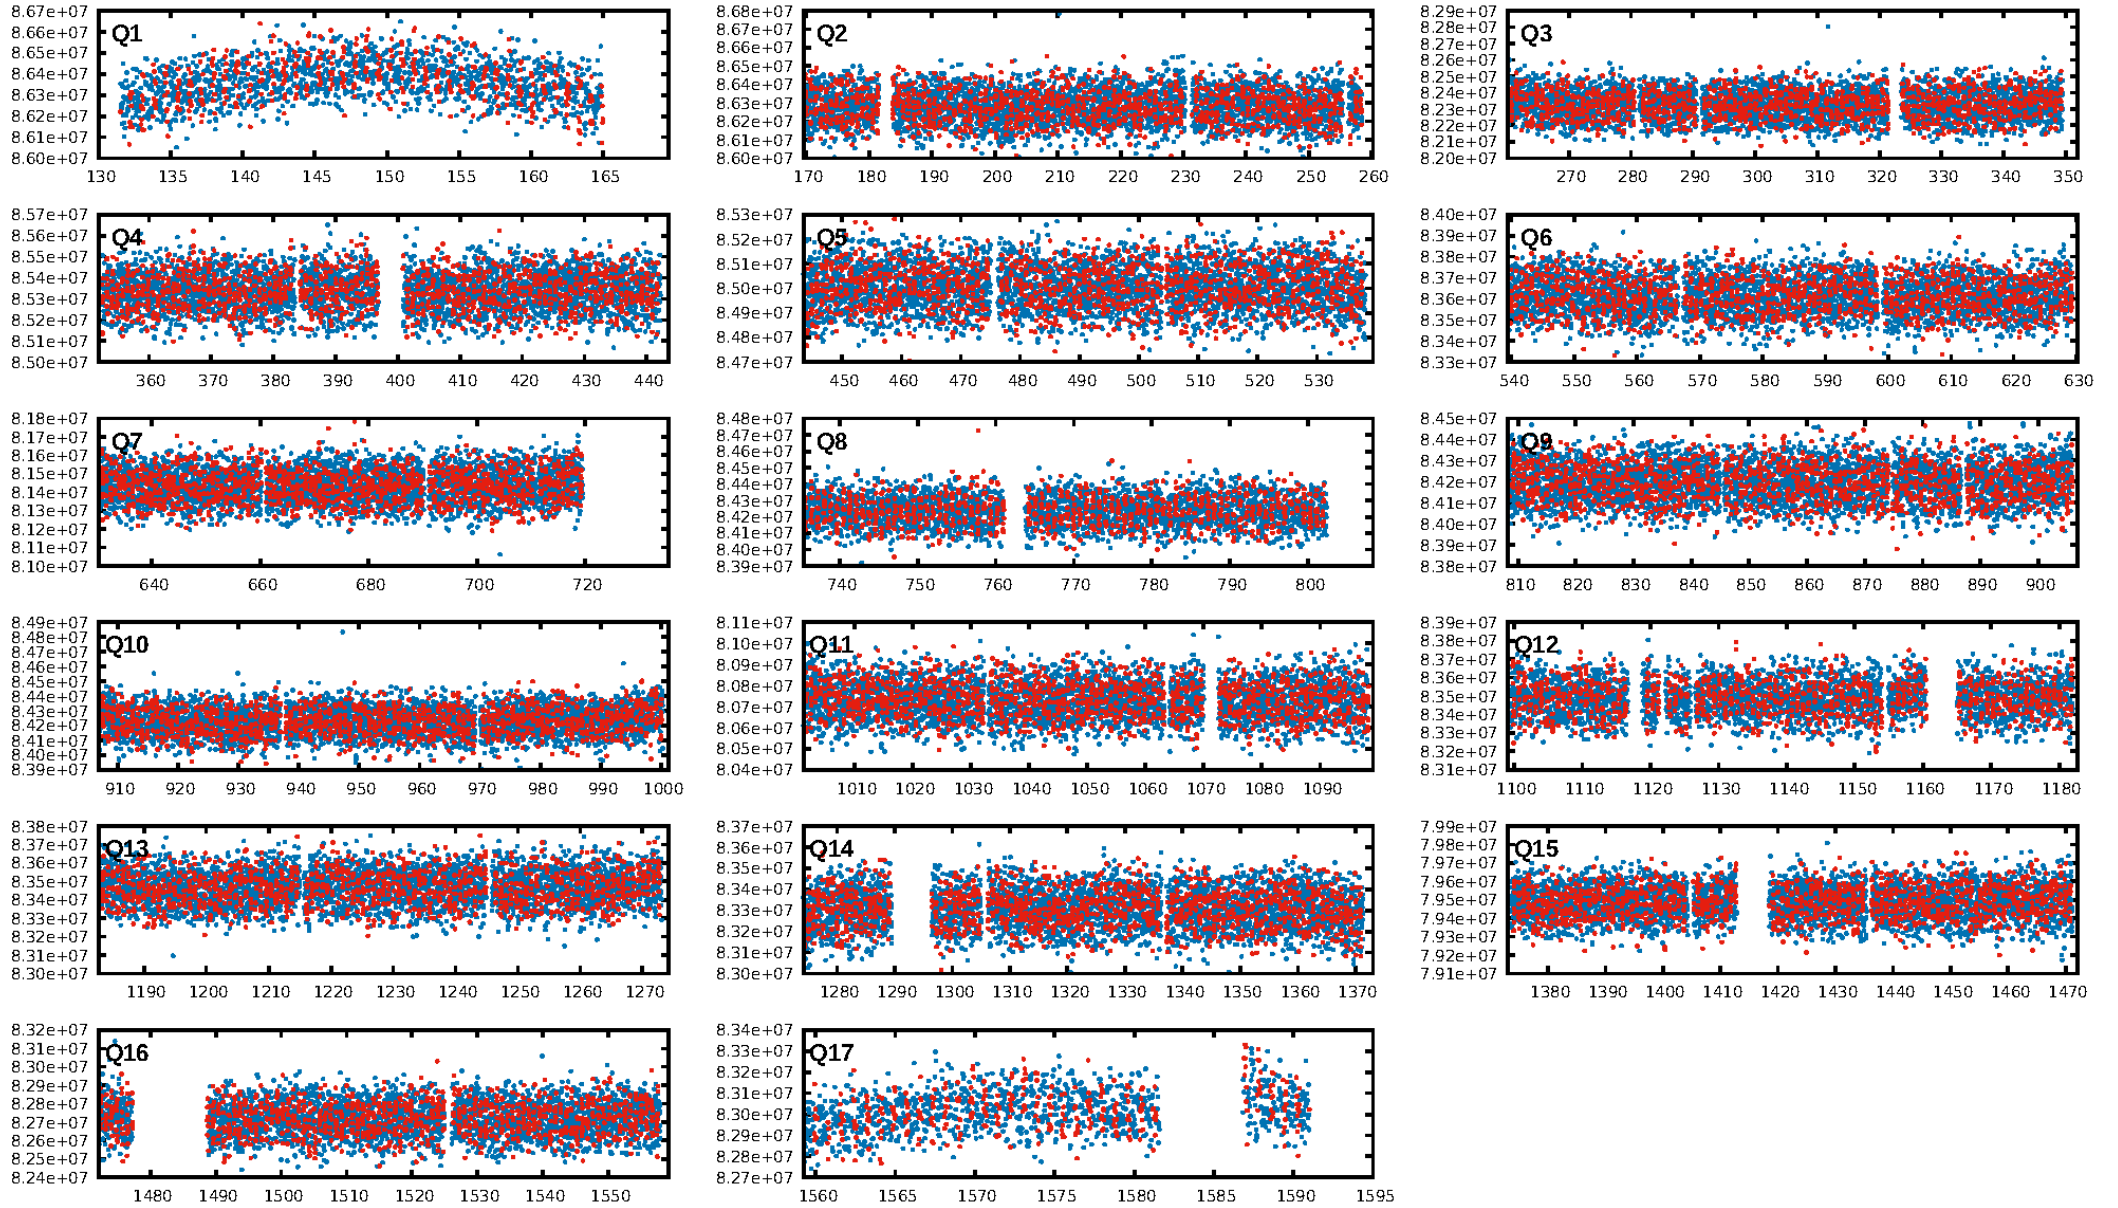 8.67e+07
8.66e+07
8.65e+07
8.64e+07
8.63e+07
8.62e+07
8.61e+07
8.60e+07
Q1
130 135 140 145 150 155 160 165
8.68e+07
8.67e+07
8.66e+07
8.65e+07
8.64e+07
8.63e+07
8.62e+07
8.61e+07
8.60e+07
Q2
170 180 190 200 210 220 230 240 250 260
8.29e+07
8.28e+07
8.27e+07
8.26e+07
8.25e+07
8.24e+07
8.23e+07
8.22e+07
8.21e+07
8.20e+07
Q3
270 280 290 300 310 320 330 340 350
8.57e+07
8.56e+07
8.55e+07
8.54e+07
8.53e+07
8.52e+07
8.51e+07
8.50e+07
Q4
360 370 380 390 400 410 420 430 440
8.53e+07
8.52e+07
8.51e+07
8.50e+07
8.49e+07
8.48e+07
8.47e+07
Q5
450 460 470 480 490 500 510 520 530
8.40e+07
8.39e+07
8.38e+07
8.37e+07
8.36e+07
8.35e+07
8.34e+07
8.33e+07
Q6
540 550 560 570 580 590 600 610 620 630
8.18e+07
8.17e+07
8.16e+07
8.15e+07
8.14e+07
8.13e+07
8.12e+07
8.11e+07
8.10e+07
Q7
640 660 680 700 720
8.48e+07
8.47e+07
8.46e+07
8.45e+07
8.44e+07
8.43e+07
8.42e+07
8.41e+07
8.40e+07
8.39e+07
Q8
740 750 760 770 780 790 800
8.45e+07
8.44e+07
8.43e+07
8.42e+07
8.41e+07
8.40e+07
8.39e+07
8.38e+07
Q9
810 820 830 840 850 860 870 880 890 900
8.49e+07
8.48e+07
8.47e+07
8.46e+07
8.45e+07
8.44e+07
8.43e+07
8.42e+07
8.41e+07
8.40e+07
8.39e+07
Q10
910 920 930 940 950 960 970 980 990 1000
8.11e+07
8.10e+07
8.09e+07
8.08e+07
8.07e+07
8.06e+07
8.05e+07
8.04e+07
Q11
1010 1020 1030 1040 1050 1060 1070 1080 1090
8.39e+07
8.38e+07
8.37e+07
8.36e+07
8.35e+07
8.34e+07
8.33e+07
8.32e+07
8.31e+07
Q12
1100 1110 1120 1130 1140 1150 1160 1170 1180
8.38e+07
8.37e+07
8.36e+07
8.35e+07
8.34e+07
8.33e+07
8.32e+07
8.31e+07
8.30e+07
Q13
1190 1200 1210 1220 1230 1240 1250 1260 1270
8.37e+07
8.36e+07
8.35e+07
8.34e+07
8.33e+07
8.32e+07
8.31e+07
8.30e+07
Q14
1280 1290 1300 1310 1320 1330 1340 1350 1360 1370
7.99e+07
7.98e+07
7.97e+07
7.96e+07
7.95e+07
7.94e+07
7.93e+07
7.92e+07
7.91e+07
Q15
1380 1390 1400 1410 1420 1430 1440 1450 1460 1470
8.32e+07
8.31e+07
8.30e+07
8.29e+07
8.28e+07
8.27e+07
8.26e+07
8.25e+07
8.24e+07
Q16
1480 1490 1500 1510 1520 1530 1540 1550
8.34e+07
8.33e+07
8.32e+07
8.31e+07
8.30e+07
8.29e+07
8.28e+07
8.27e+07
Q17
1560 1565 1570 1575 1580 1585 1590 1595